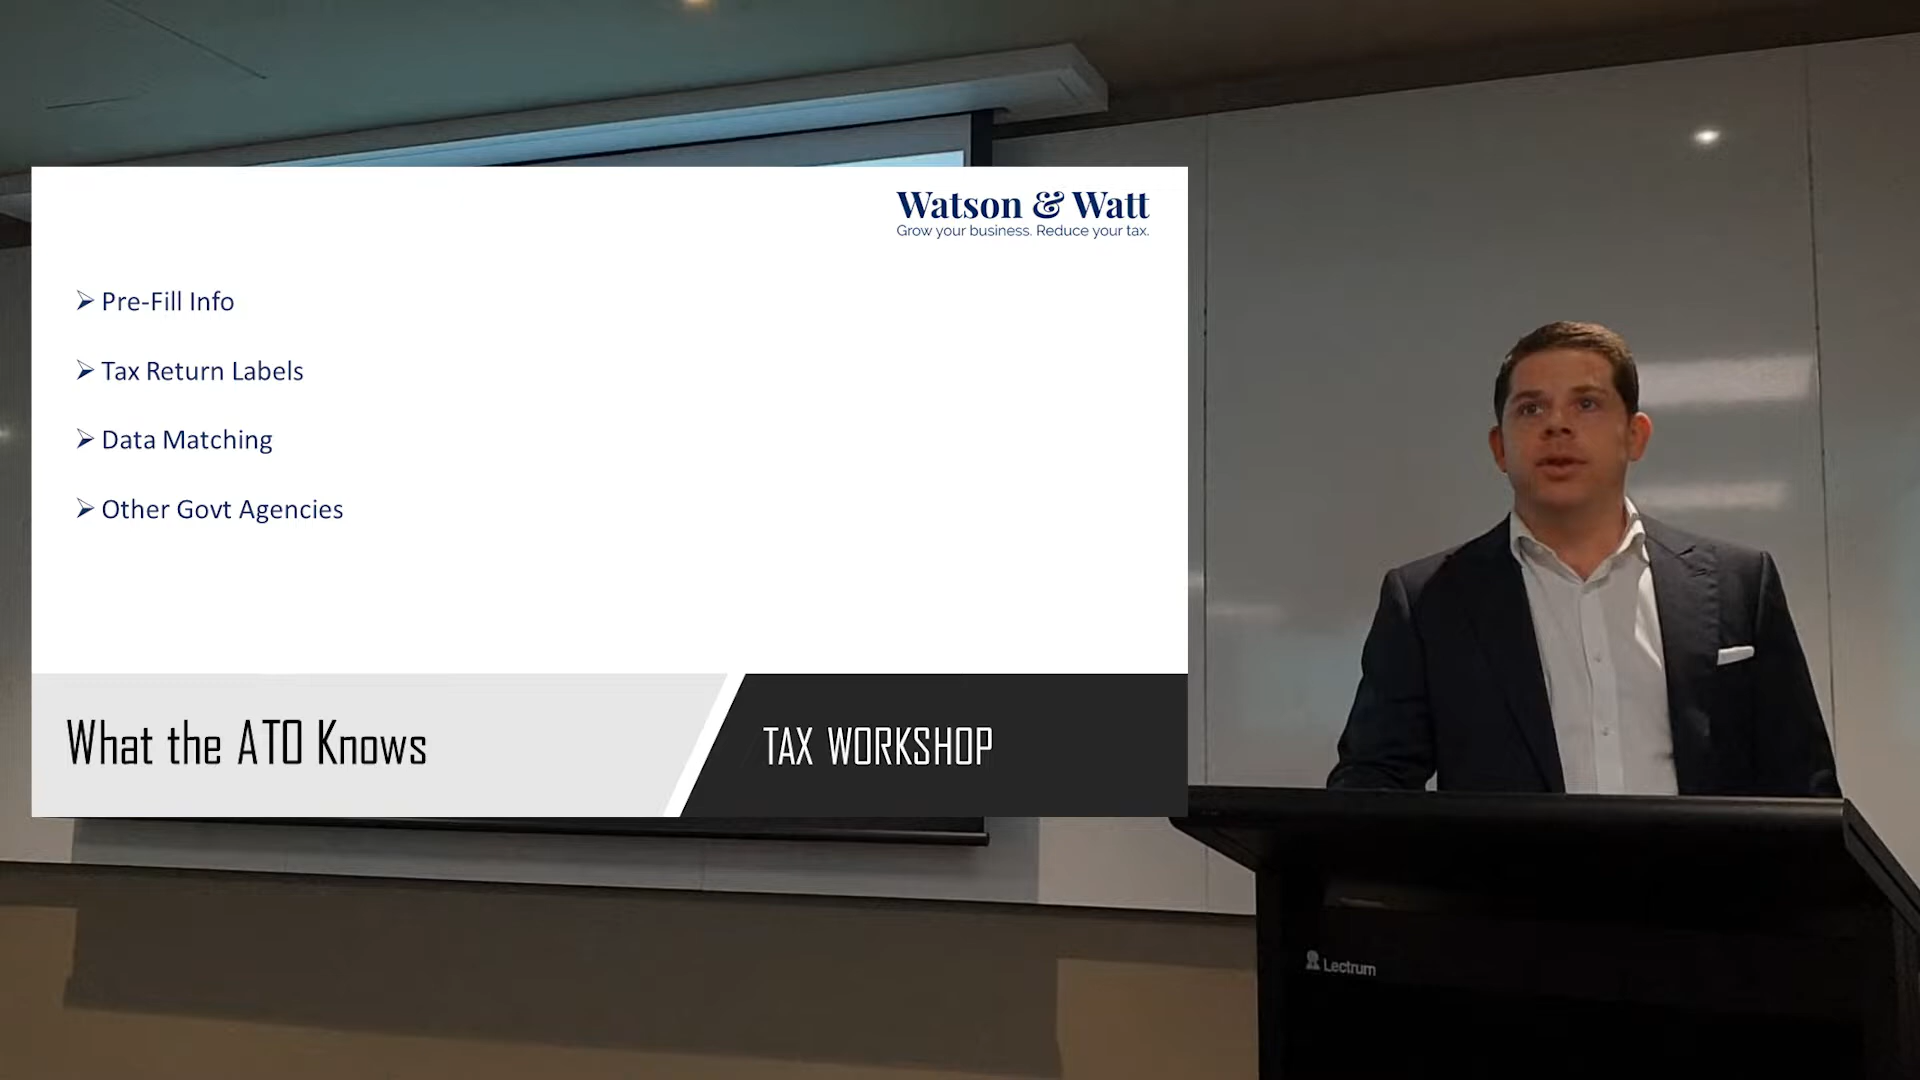 Watson & Watt
Grow your business. Reduce your tax.
Pre-Fill Info
Tax Return Labels
Data Matching
Other Govt Agencies
What the ATO Knows
TAX WORKSHOP
Lectrum